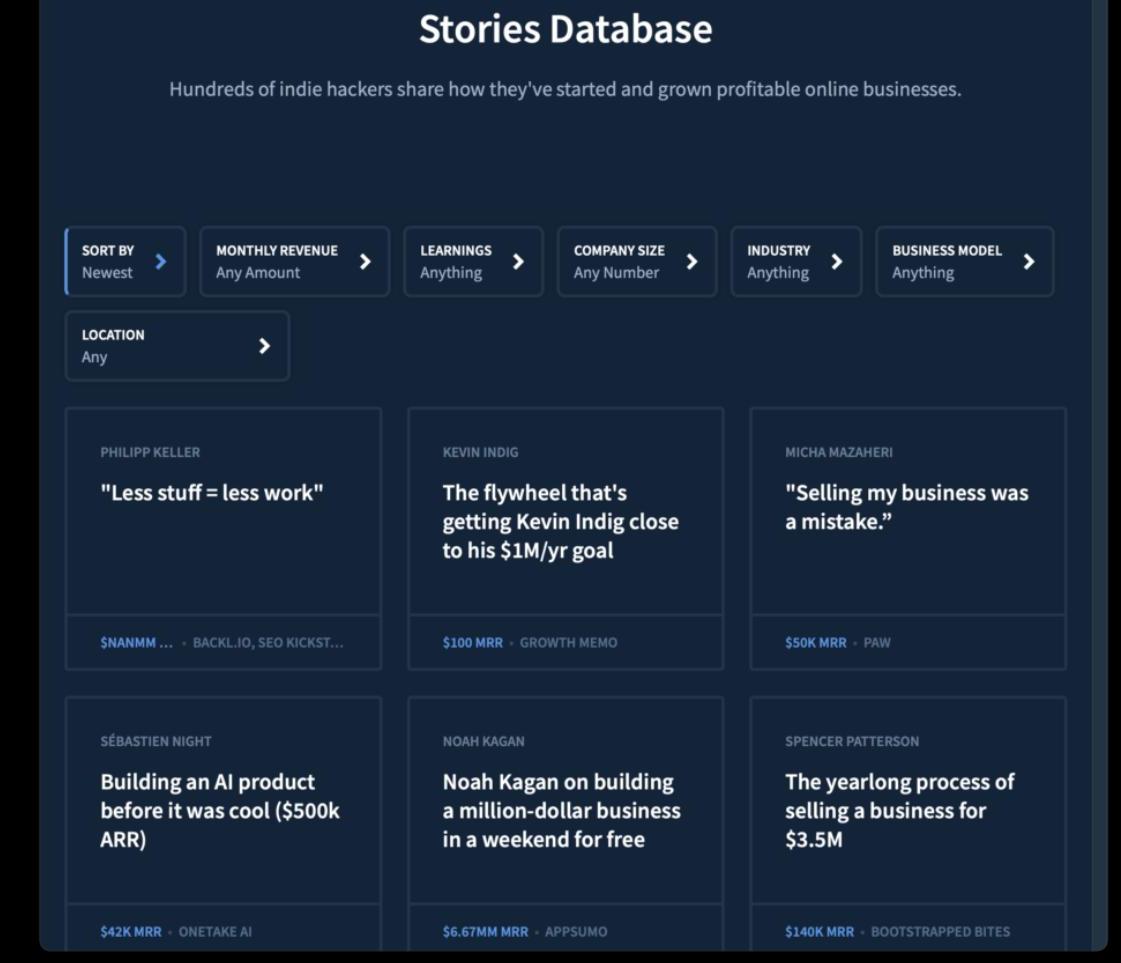 Stories Database
Hundreds of indie hackers share how they've started and grown profitable online businesses.
SORT BY
Newest
MONTHLY REVENUE
Any Amount
LEARNINGS
Anything
COMPANY SIZE
Any Number
INDUSTRY
Anything
BUSINESS MODEL
Anything
LOCATION
Any
PHILIPP KELLER
"Less stuff = less work"
$NANMM ... • BACKL.IO, SEO KICKST...
KEVIN INDIG
The flywheel that's
getting Kevin Indig close
to his $1M/yr goal
$100 MRR • GROWTH MEMO
MICHA MAZAHERI
"Selling my business was
a mistake.”
$50K MRR • PAW
SÉBASTIEN NIGHT
Building an AI product
before it was cool ($500k
ARR)
$42K MRR • ONETAKE AI
NOAH KAGAN
Noah Kagan on building
a million-dollar business
in a weekend for free
$6.67MM MRR • APPSUMO
SPENCER PATTERSON
The yearlong process of
selling a business for
$3.5M
$140K MRR • BOOTSTRAPPED BITES